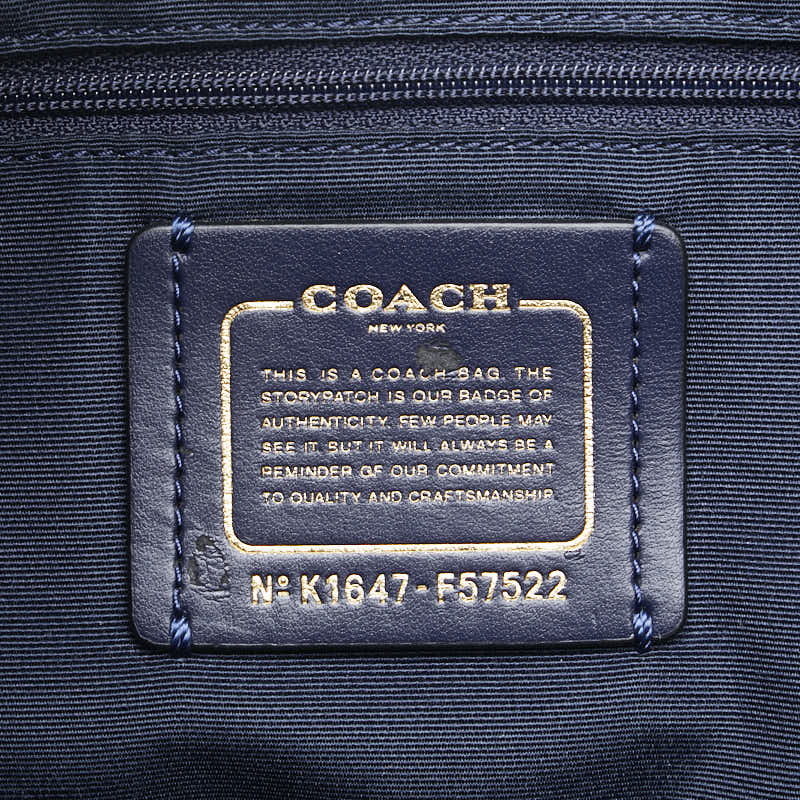 COACH
NEW YORK
THIS IS A COACH BAG. THE
STORYPATCH IS OUR BADGE OF
AUTHENTICITY. FEW PEOPLE MAY
SEE IT BUT IT WILL ALWAYS BE A
REMINDER OF OUR COMMITMENT
TO QUALITY AND CRAFTSMANSHIP
Nº K1647-F57522